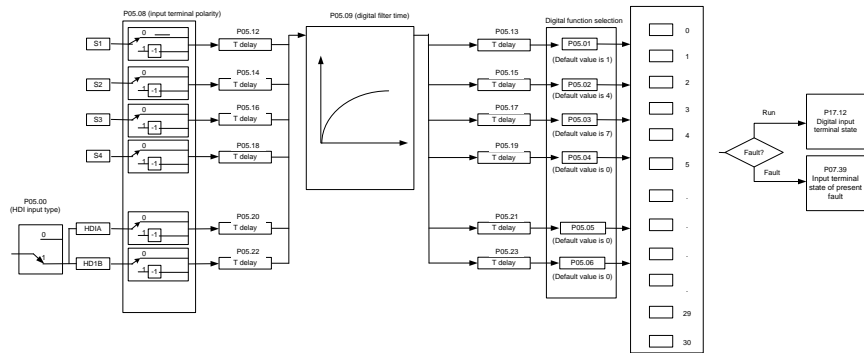 P05.08 (input terminal polarity)
P05.09 (digital filter time)
Digital function selection
S1
0
1
-1
P05.12
T delay
P05.13
T delay
P05.01
(Default value is 1)
S2
0
1
-1
P05.14
T delay
P05.15
T delay
P05.02
(Default value is 4)
S3
0
1
-1
P05.16
T delay
P05.17
T delay
P05.03
(Default value is 7)
S4
0
1
-1
P05.18
T delay
P05.19
T delay
P05.04
(Default value is 0)
P05.00
(HDI input type)
0
1
HDIA
0
1
-1
P05.20
T delay
P05.21
T delay
P05.05
(Default value is 0)
HD1B
0
1
-1
P05.22
T delay
P05.23
T delay
P05.06
(Default value is 0)
0
1
2
3
4
5
.
.
.
.
29
30
Fault?
Run
Fault
P17.12
Digital input
terminal state
P07.39
Input terminal
state of present
fault